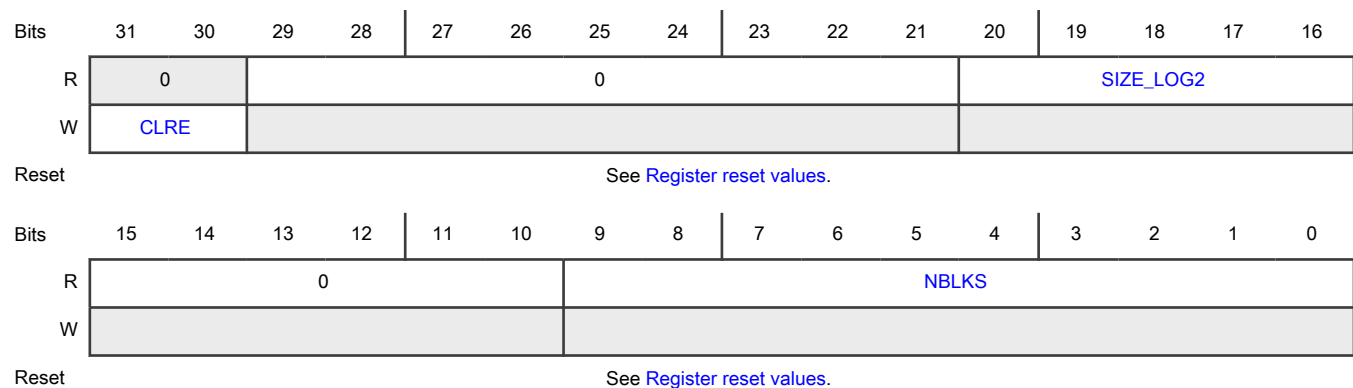 Bits 31 30 29 28 27 26 25 24 23 22 21 20 19 18 17 16
R 0 0 SIZE_LOG2
W CLRE
Reset See Register reset values.
Bits 15 14 13 12 11 10 9 8 7 6 5 4 3 2 1 0
R 0 NBLKS
W
Reset See Register reset values.